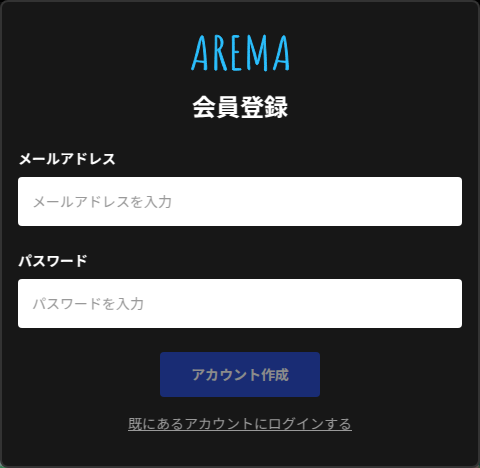 AREMA
会員登録
メールアドレス
メールアドレスを入力
パスワード
パスワードを入力
アカウント作成
既にあるアカウントにログインする